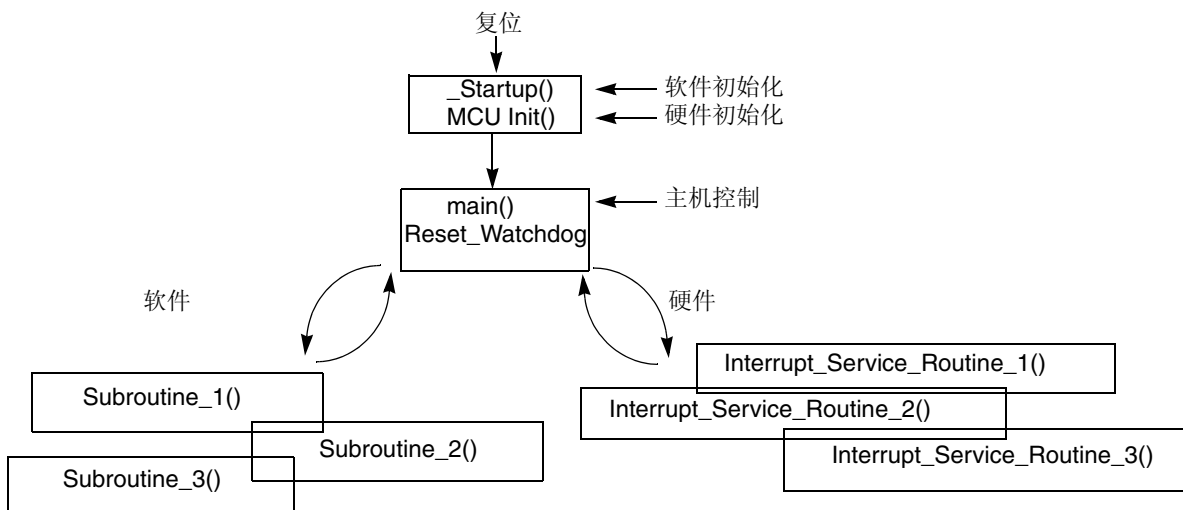 复位
_Startup()
MCU Init()
软件初始化
硬件初始化
main()
Reset_Watchdog
主机控制
软件
硬件
Subroutine_1()
Subroutine_2()
Subroutine_3()
Interrupt_Service_Routine_1()
Interrupt_Service_Routine_2()
Interrupt_Service_Routine_3()